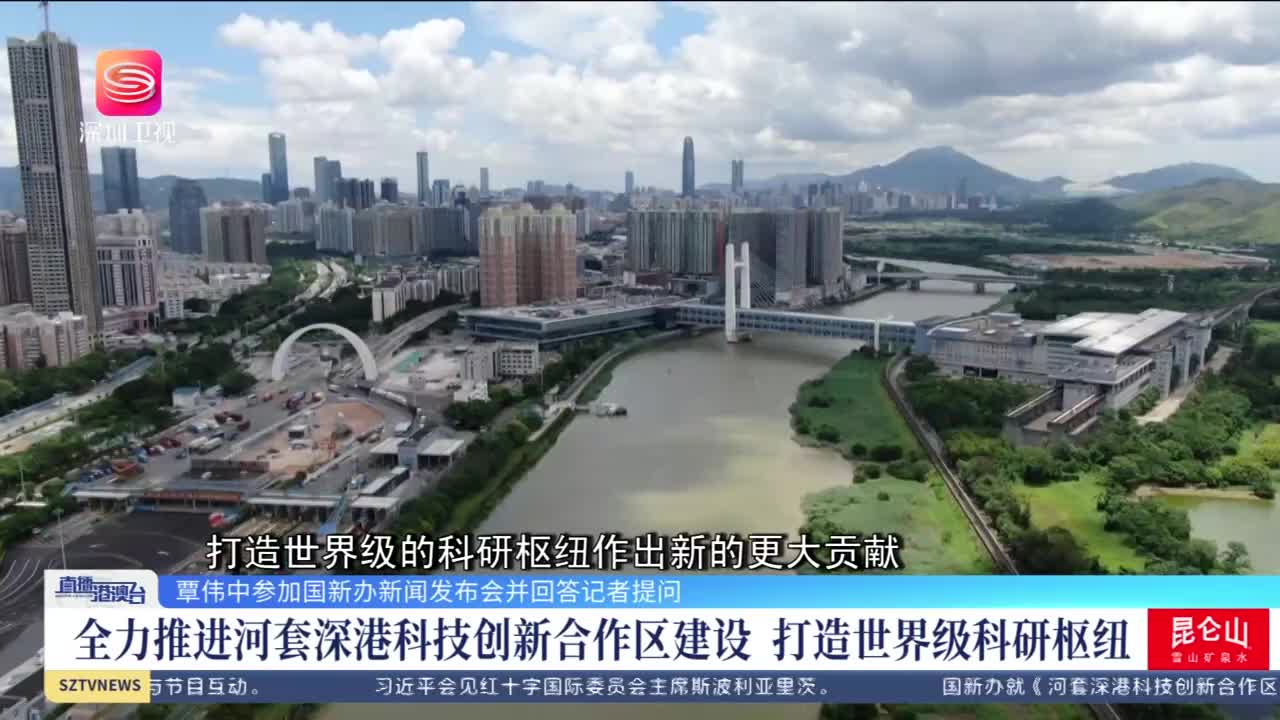 深圳卫视
打造世界级的科研枢纽作出新的更大贡献
直播港澳台
覃伟中参加国新办新闻发布会并回答记者提问
全力推进河套深港科技创新合作区建设 打造世界级科研枢纽
昆仑山
雪山矿泉水
SZTVNEWS
与节目互动。 习近平会见红十字国际委员会主席斯波利亚里茨。 国新办就《河套深港科技创新合作区